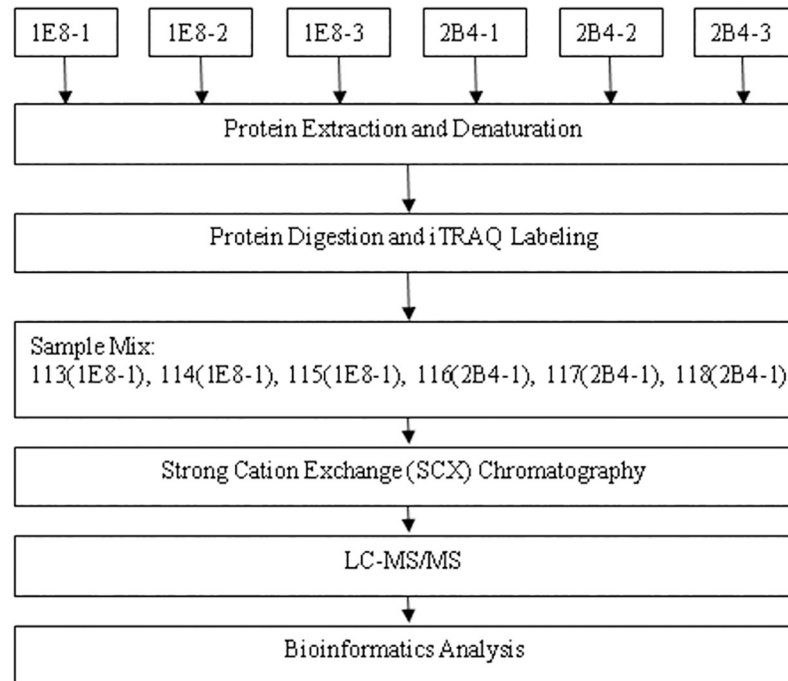 1E8-1 1E8-2 1E8-3 2B4-1 2B4-2 2B4-3
Protein Extraction and Denaturation
Protein Digestion and iTRAQ Labeling
Sample Mix:
113(1E8-1), 114(1E8-1), 115(1E8-1), 116(2B4-1), 117(2B4-1), 118(2B4-1)
Strong Cation Exchange (SCX) Chromatography
LC-MS/MS
Bioinformatics Analysis